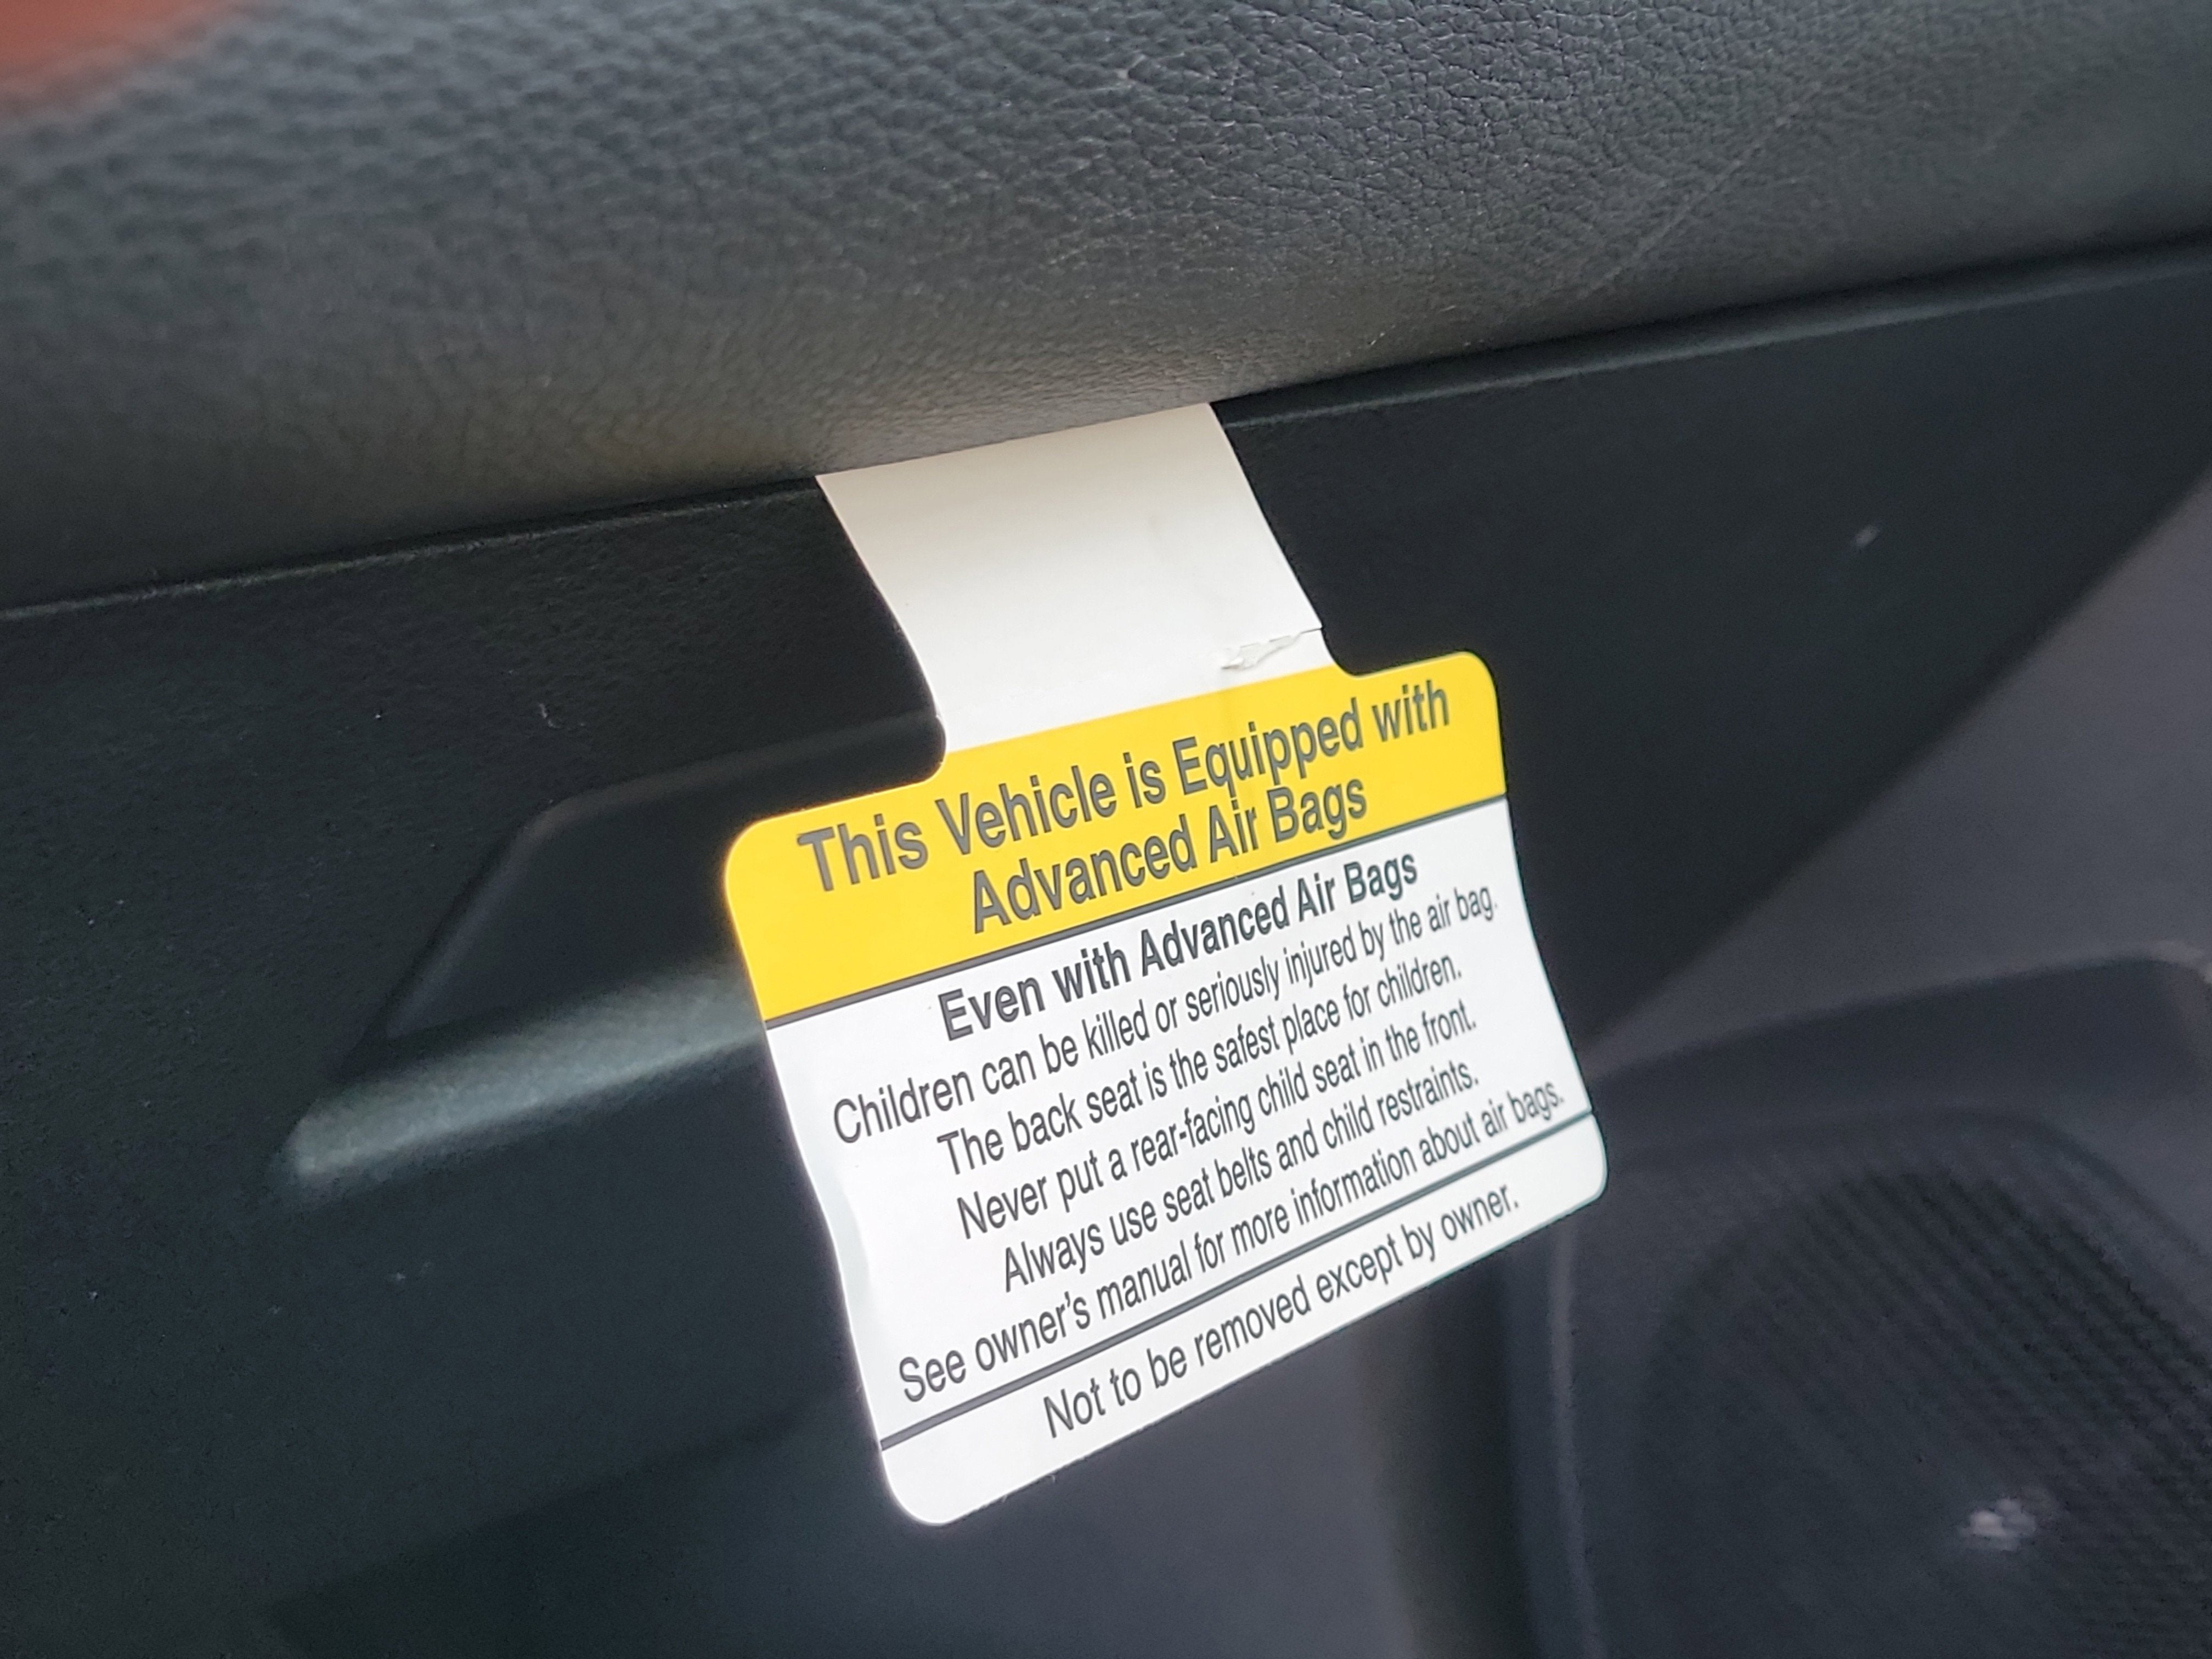 This Vehicle is Equipped with
Advanced Air Bags
Even with Advanced Air Bags
Children can be killed or seriously injured by the air bag.
The back seat is the safest place for children.
Never put a rear-facing child seat in the front.
Always use seat belts and child restraints.
See owner's manual for more information about air bags.
Not to be removed except by owner.